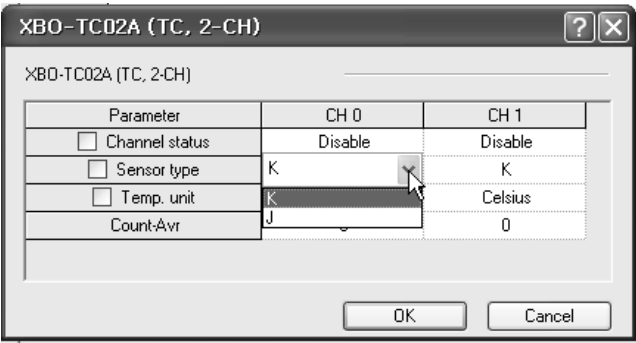 XBO-TC02A (TC, 2-CH)
XBO-TC02A (TC, 2-CH)
Parameter CH 0 CH 1
Channel status Disable Disable
Sensor type K K
Temp. unit K Celsius
Count-Avr J 0
OK Cancel